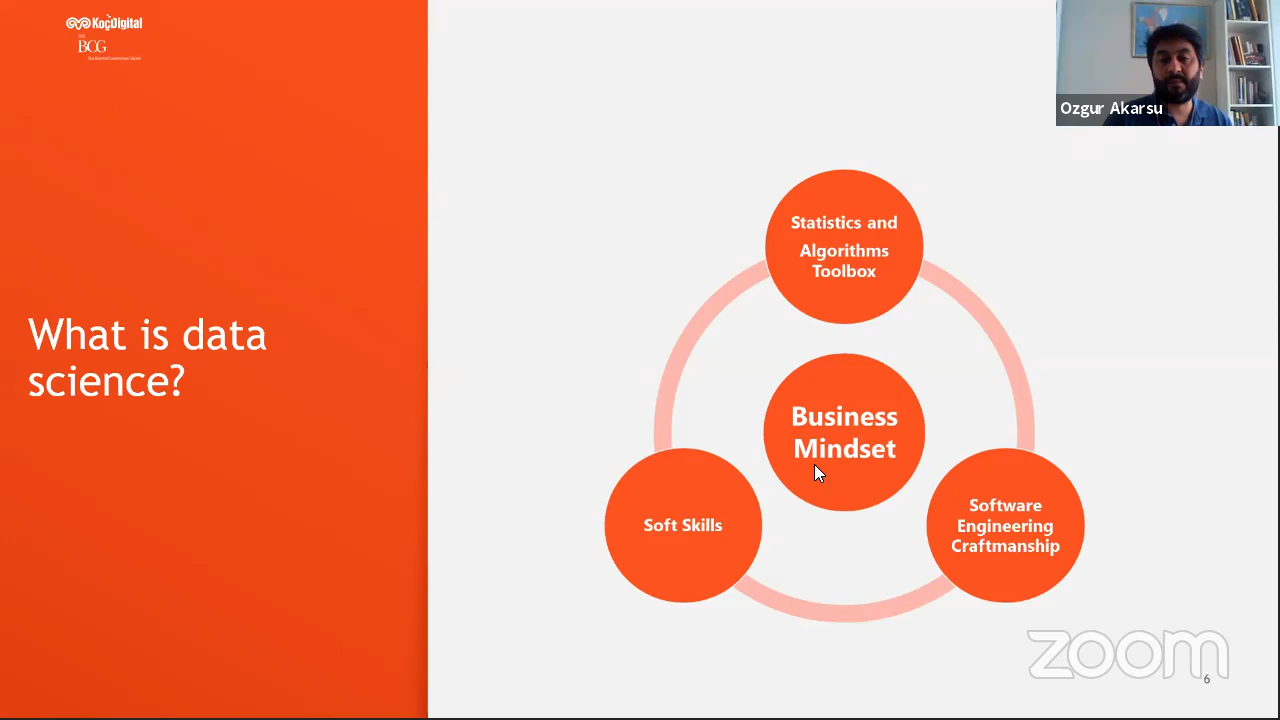 KoçDigital
BCG
Ozgur Akarsu
What is data
science?
Statistics and
Algorithms
Toolbox
Business
Mindset
Soft Skills
Software
Engineering
Craftmanship
zoom
6